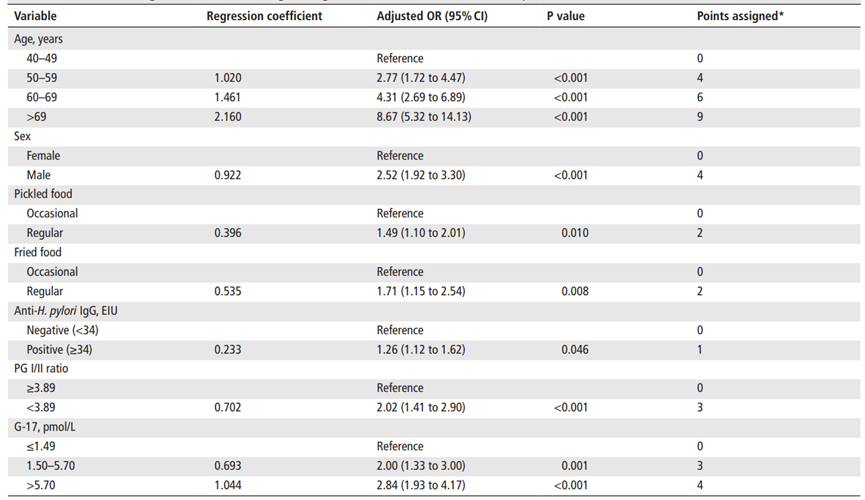 Variable Regression coefficient Adjusted OR (95% CI) P value Points assigned*
Age, years
40–49 Reference 0
50–59 1.020 2.77 (1.72 to 4.47) <0.001 4
60–69 1.461 4.31 (2.69 to 6.89) <0.001 6
>69 2.160 8.67 (5.32 to 14.13) <0.001 9
Sex
Female Reference 0
Male 0.922 2.52 (1.92 to 3.30) <0.001 4
Pickled food
Occasional Reference 0
Regular 0.396 1.49 (1.10 to 2.01) 0.010 2
Fried food
Occasional Reference 0
Regular 0.535 1.71 (1.15 to 2.54) 0.008 2
Anti-H. pylori IgG, EIU
Negative (<34) Reference 0
Positive (≥34) 0.233 1.26 (1.12 to 1.62) 0.046 1
PG I/II ratio
≥3.89 Reference 0
<3.89 0.702 2.02 (1.41 to 2.90) <0.001 3
G-17, pmol/L
≤1.49 Reference 0
1.50–5.70 0.693 2.00 (1.33 to 3.00) 0.001 3
>5.70 1.044 2.84 (1.93 to 4.17) <0.001 4